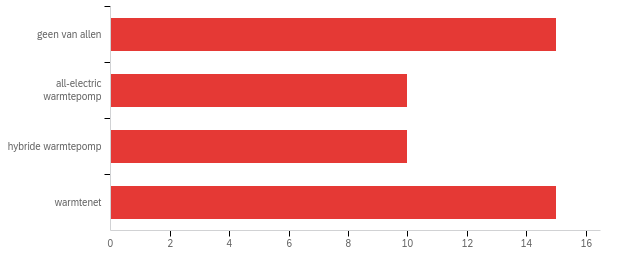 geen van allen
all-electric
warmtepomp
hybride warmtepomp
warmtenet
0 2 4 6 8 10 12 14 16